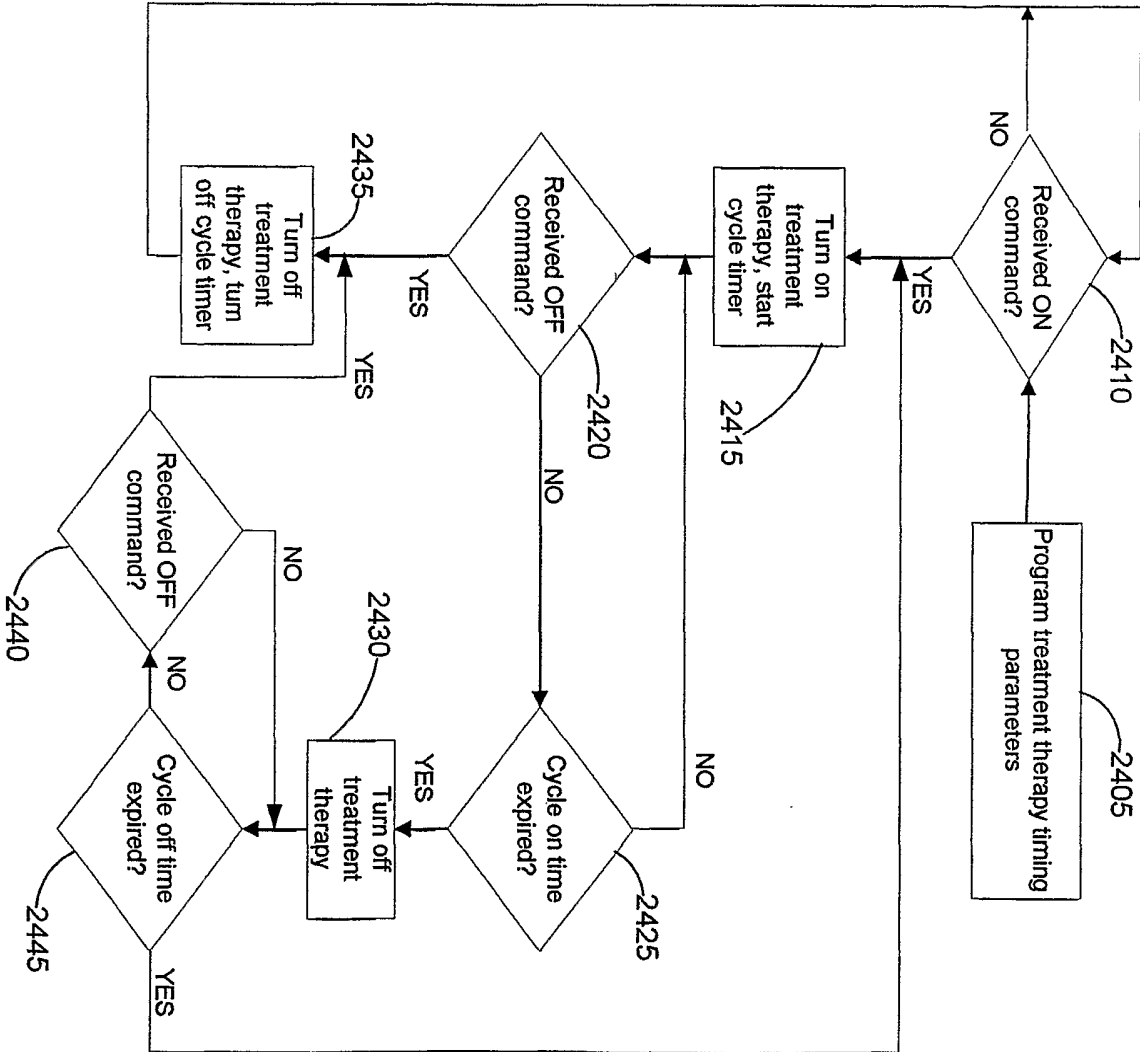 2405
Program treatment therapy timing
parameters
2410
Received ON
command?
NO
YES
2415
Turn on
treatment
therapy, start
cycle timer
2420
Received OFF
command?
NO
YES
2425
Cycle on time
expired?
NO
YES
2430
Turn off
treatment
therapy
2435
Turn off
treatment
therapy, turn
off cycle timer
YES
2440
Received OFF
command?
NO
NO
2445
Cycle off time
expired?
YES